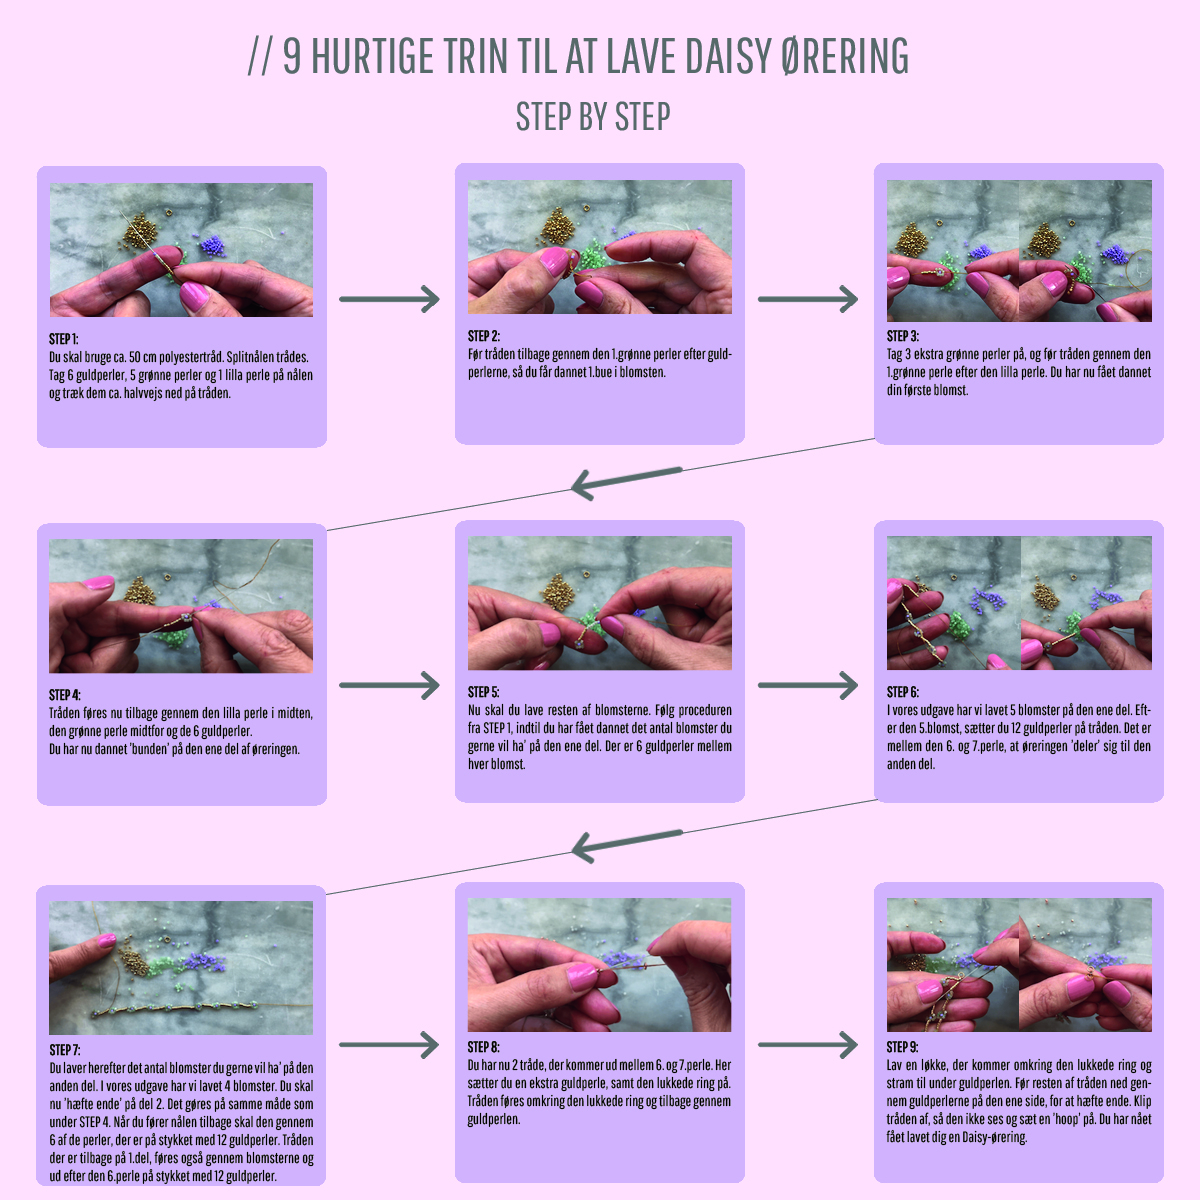 // 9 HURTIGE TRIN TIL AT LAVE DAISY ØRERING
STEP BY STEP
STEP 1:
Du skal bruge ca. 50 cm polyestertråd. Splitnålen trådes.
Tag 6 guldperler, 5 grønne perler og 1 lilla perle på nålen
og træk dem ca. halvvejs ned på tråden.
STEP 2:
Før tråden tilbage gennem den 1.grønne perler efter guld-
perlerne, så du får dannet 1.bue i blomsten.
STEP 3:
Tag 3 ekstra grønne perler på, og før tråden gennem den
1.grønne perle efter den lilla perle. Du har nu fået dannet
din første blomst.
STEP 4:
Tråden føres nu tilbage gennem den lilla perle i midten,
den grønne perle midtfor og de 6 guldperler.
Du har nu dannet 'bunden' på den ene del af øreringen.
STEP 5:
Nu skal du lave resten af blomsterne. Følg proceduren
fra STEP 1, indtil du har fået dannet det antal blomster du
gerne vil ha' på den ene del. Der er 6 guldperler mellem
hver blomst.
STEP 6:
I vores udgave har vi lavet 5 blomster på den ene del. Eft-
er den 5.blomst, sætter du 12 guldperler på tråden. Det er
mellem den 6. og 7.perle, at øreringen 'deler' sig til den
anden del.
STEP 7:
Du laver herefter det antal blomster du gerne vil ha' på den
anden del. I vores udgave har vi lavet 4 blomster. Du skal
nu 'hæfte ende' på del 2. Det gøres på samme måde som
under STEP 4. Når du fører nålen tilbage skal den gennem
6 af de perler, der er på stykket med 12 guldperler. Tråden
der er tilbage på 1.del, føres også gennem blomsterne og
ud efter den 6.perle på stykket med 12 guldperler.
STEP 8:
Du har nu 2 tråde, der kommer ud mellem 6. og 7.perle. Her
sætter du en ekstra guldperle, samt den lukkede ring på.
Tråden føres omkring den lukkede ring og tilbage gennem
guldperlen.
STEP 9:
Lav en løkke, der kommer omkring den lukkede ring og
stram til under guldperlen. Før resten af tråden ned gen-
nem guldperlerne på den ene side, for at hæfte ende. Klip
tråden af, så den ikke ses og sæt en 'hoop' på. Du har nået
fået lavet dig en Daisy-ørering.